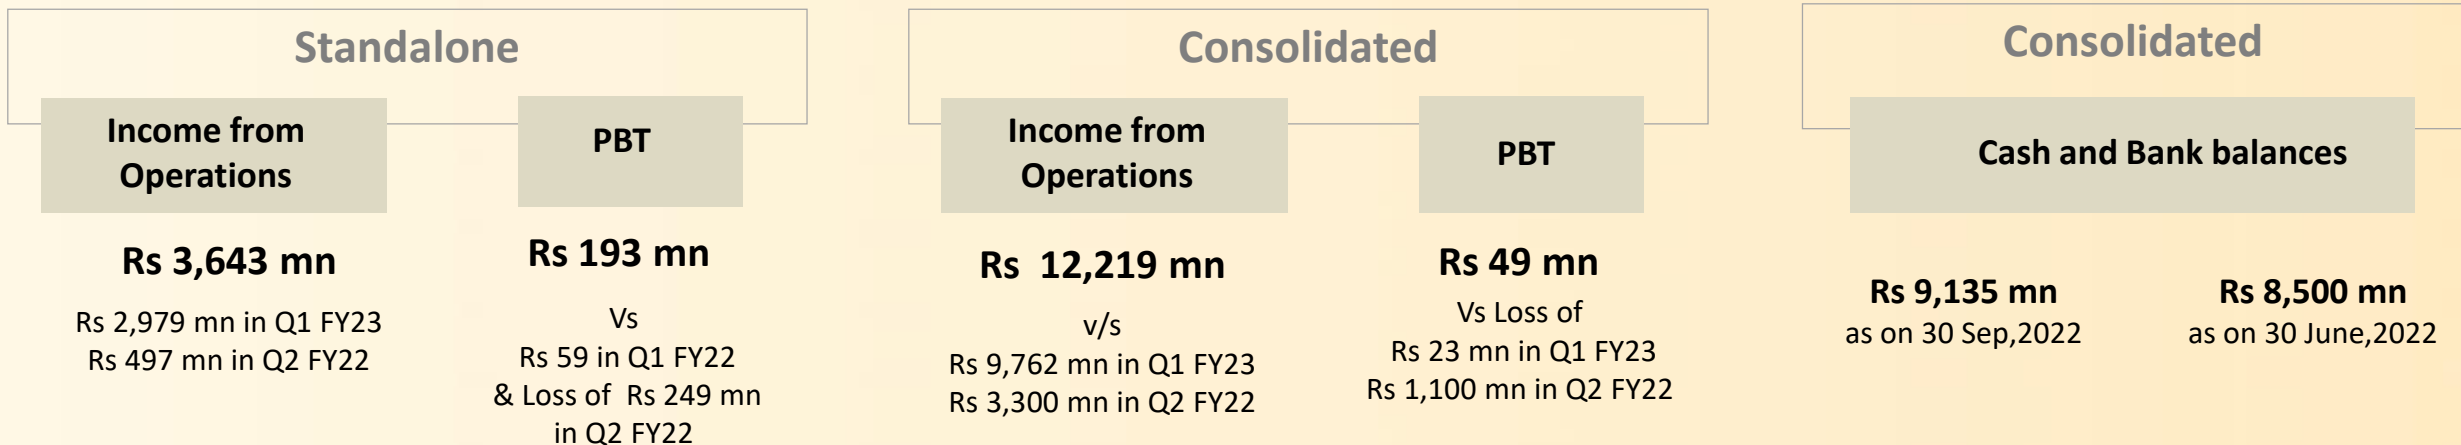 Standalone
Income from
Operations
Rs 3,643 mn
Rs 2,979 mn in Q1 FY23
Rs 497 mn in Q2 FY22
PBT
Rs 193 mn
Vs
Rs 59 in Q1 FY22
& Loss of Rs 249 mn
in Q2 FY22
Consolidated
Income from
Operations
Rs 12,219 mn
v/s
Rs 9,762 mn in Q1 FY23
Rs 3,300 mn in Q2 FY22
PBT
Rs 49 mn
Vs Loss of
Rs 23 mn in Q1 FY23
Rs 1,100 mn in Q2 FY22
Consolidated
Cash and Bank balances
Rs 9,135 mn
as on 30 Sep,2022
Rs 8,500 mn
as on 30 June,2022